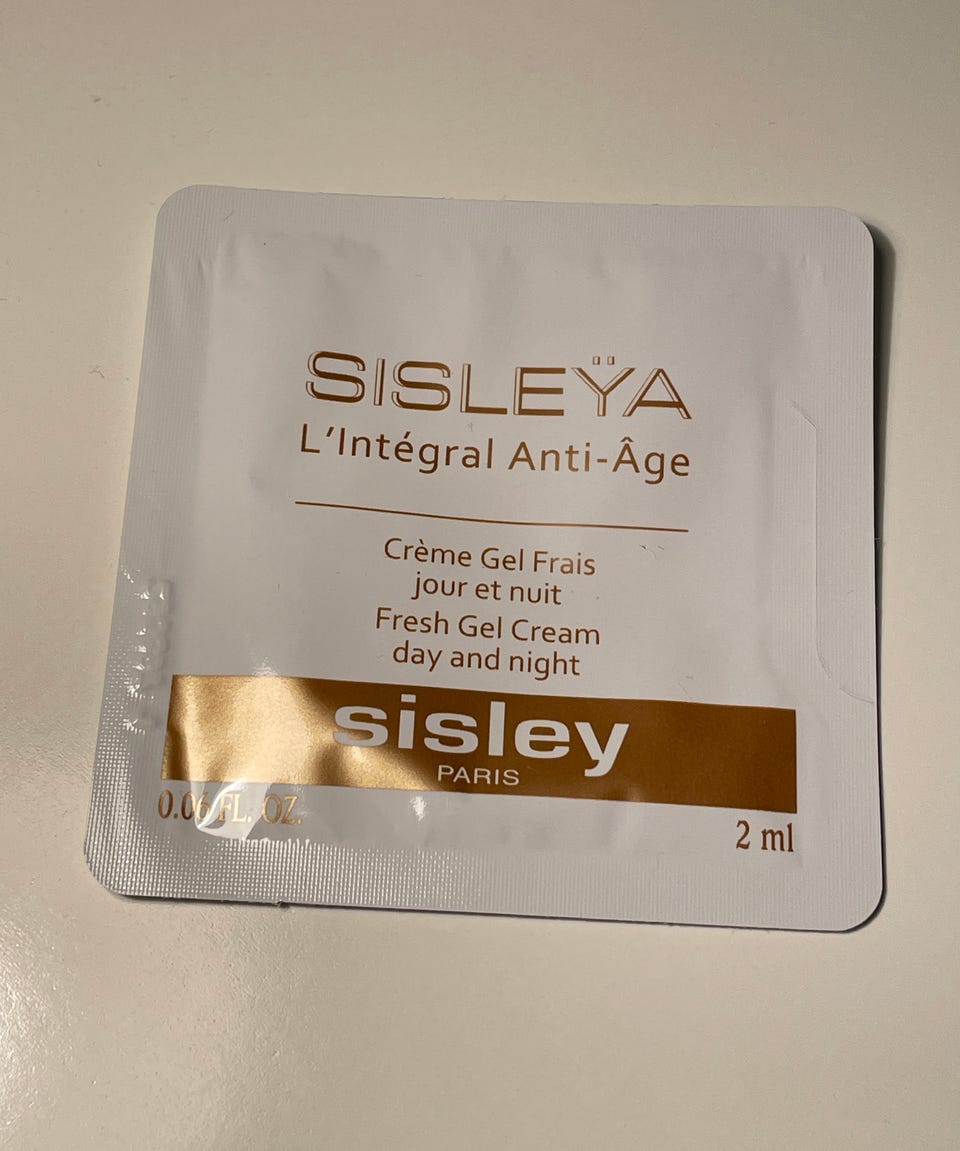 SISLEŸA
L'Intégral Anti-Âge
Crème Gel Frais
jour et nuit
Fresh Gel Cream
day and night
sisley
PARIS
0.06 FL. OZ.
2 ml